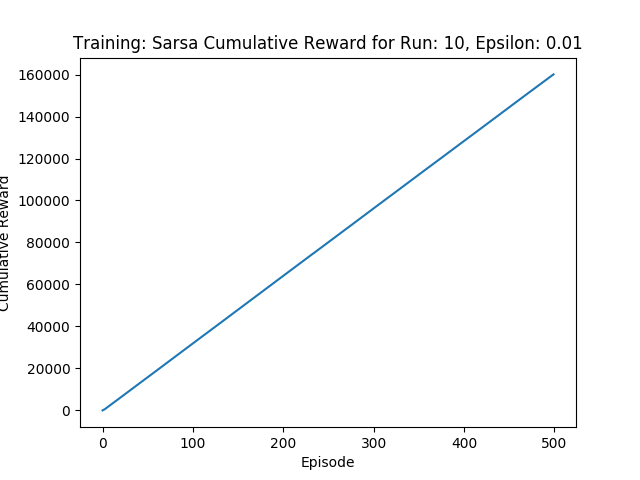 Training: Sarsa Cumulative Reward for Run: 10, Epsilon: 0.01
160000
140000
120000
100000
80000
60000
40000
20000
0
Cumulative Reward
0 100 200 300 400 500
Episode